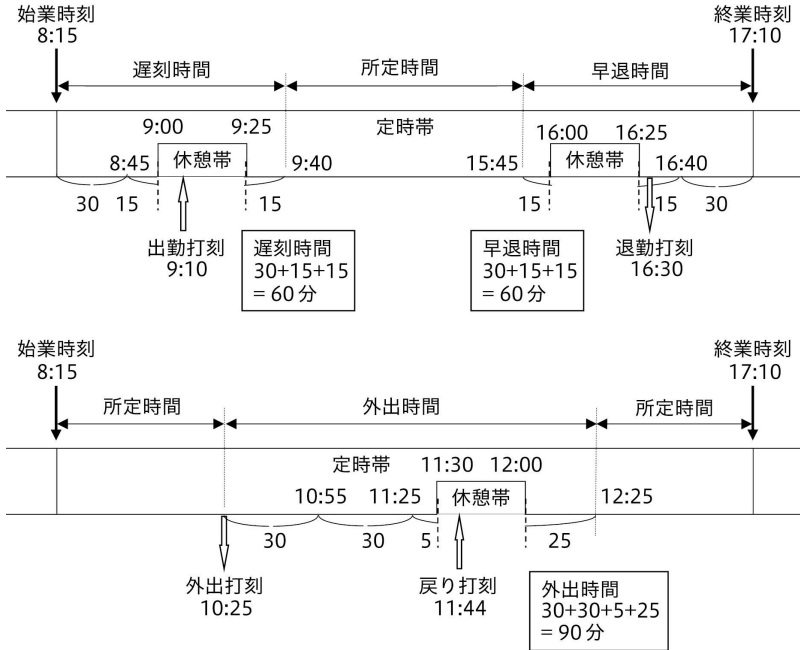 始業時刻
8:15
終業時刻
17:10
遅刻時間
所定時間
早退時間
定時帯
9:00
9:25
16:00
16:25
8:45
休憩帯
9:40
15:45
休憩帯
16:40
30
15
15
15
15
30
出勤打刻
9:10
遅刻時間
30+15+15
= 60 分
早退時間
30+15+15
= 60 分
退勤打刻
16:30
始業時刻
8:15
終業時刻
17:10
所定時間
外出時間
所定時間
定時帯
11:30
12:00
10:55
11:25
休憩帯
12:25
30
30
5
25
外出打刻
10:25
戻り打刻
11:44
外出時間
30+30+5+25
= 90 分